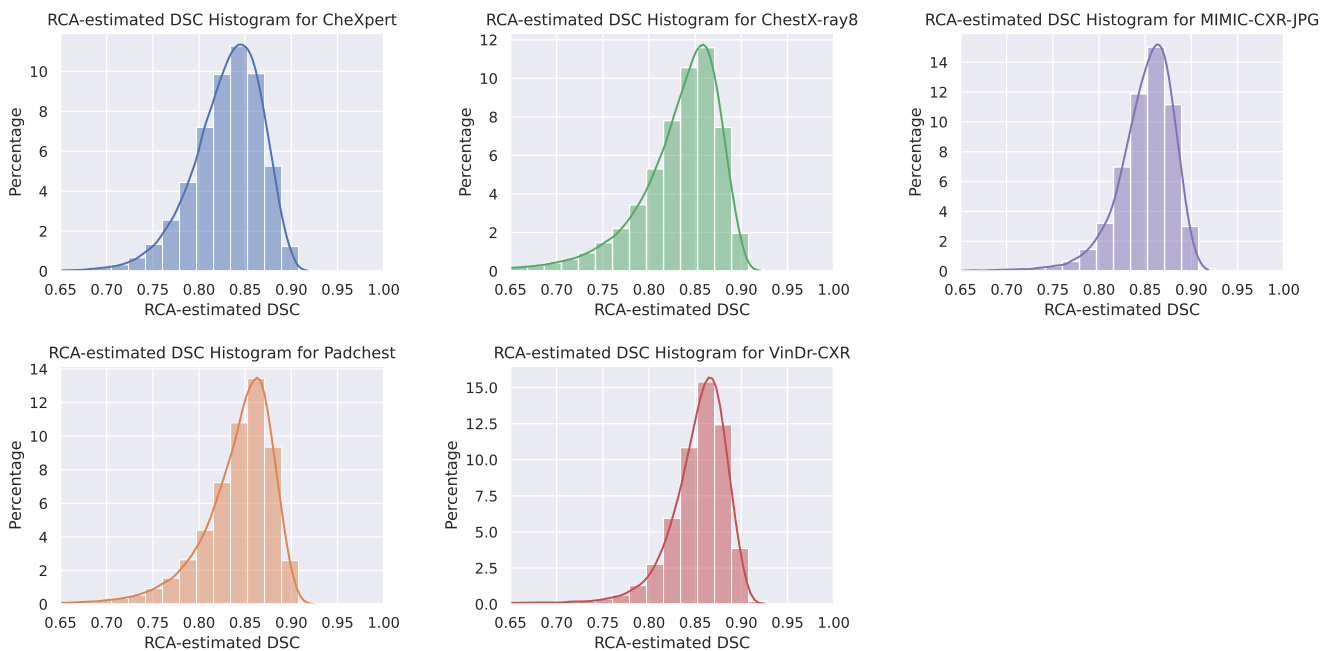 RCA-estimated DSC Histogram for CheXpert
Percentage
10
8
6
4
2
0
0.65 0.70 0.75 0.80 0.85 0.90 0.95 1.00
RCA-estimated DSC
RCA-estimated DSC Histogram for ChestX-ray8
Percentage
12
10
8
6
4
2
0
0.65 0.70 0.75 0.80 0.85 0.90 0.95 1.00
RCA-estimated DSC
RCA-estimated DSC Histogram for MIMIC-CXR-JPG
Percentage
14
12
10
8
6
4
2
0
0.65 0.70 0.75 0.80 0.85 0.90 0.95 1.00
RCA-estimated DSC
RCA-estimated DSC Histogram for Padchest
Percentage
14
12
10
8
6
4
2
0
0.65 0.70 0.75 0.80 0.85 0.90 0.95 1.00
RCA-estimated DSC
RCA-estimated DSC Histogram for VinDr-CXR
Percentage
15.0
12.5
10.0
7.5
5.0
2.5
0.0
0.65 0.70 0.75 0.80 0.85 0.90 0.95 1.00
RCA-estimated DSC